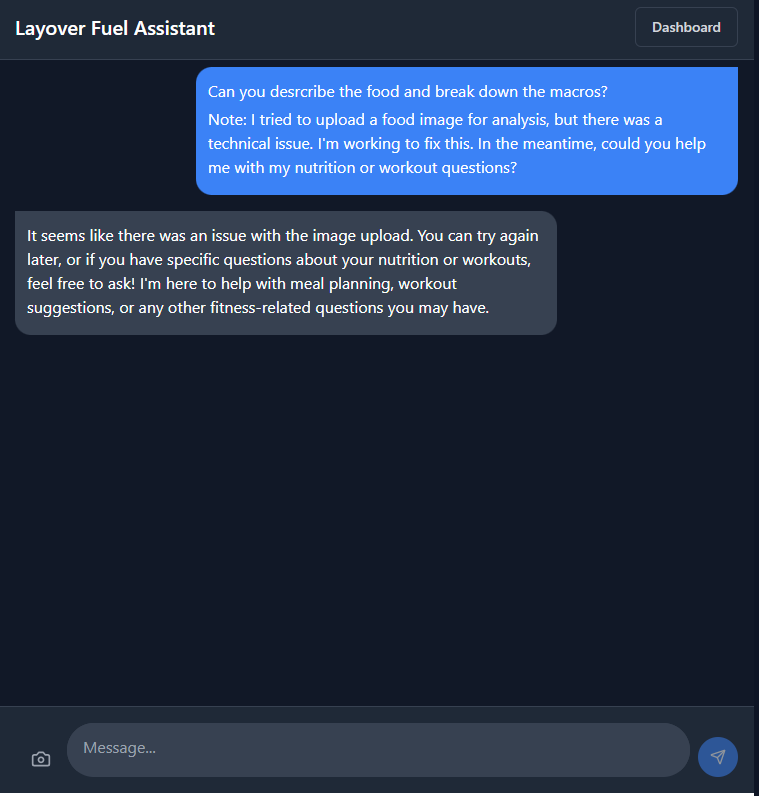 Layover Fuel Assistant
Dashboard
Can you desrcribe the food and break down the macros?
Note: I tried to upload a food image for analysis, but there was a
technical issue. I'm working to fix this. In the meantime, could you help
me with my nutrition or workout questions?
It seems like there was an issue with the image upload. You can try again
later, or if you have specific questions about your nutrition or workouts,
feel free to ask! I'm here to help with meal planning, workout
suggestions, or any other fitness-related questions you may have.
Message...